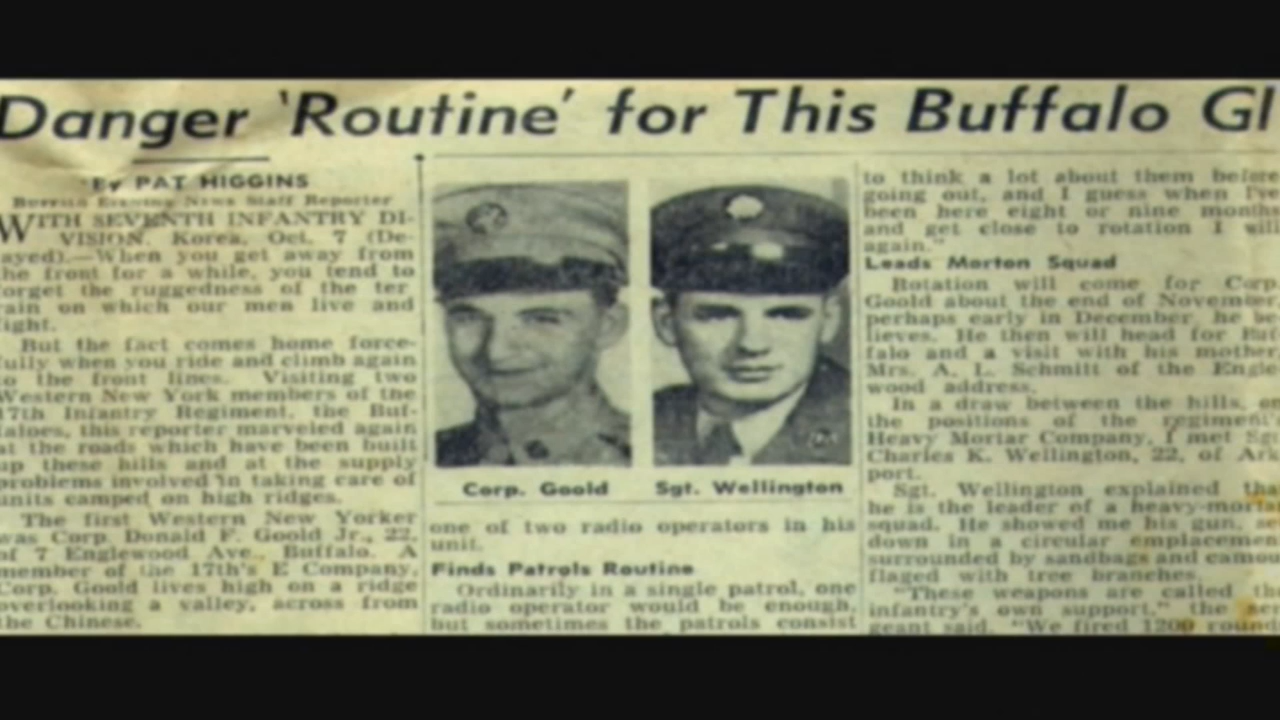 Danger 'Routine' for This Buffalo GI
By PAT HIGGINS
Buffalo Evening News Staff Reporter
WITH SEVENTH INFANTRY DI-
VISION, Korea, Oct. 7 (De-
ayed).—When you get away from
he front for a while, you tend to
orget the ruggedness of the ter
rain on which our men live and
fight.
But the fact comes home force-
fully when you ride and climb again
to the front lines. Visiting two
Western New York members of the
17th Infantry Regiment, the Buf-
faloes, this reporter marveled again
at the roads which have been built
up these hills and at the supply
problems involved in taking care of
units camped on high ridges.
The first Western New Yorker
was Corp. Donald F. Goold Jr., 22,
of 7 Englewood Ave., Buffalo. A
member of the 17th's E Company,
Corp. Goold lives high on a ridge
overlooking a valley, across from
the Chinese.
Corp. Goold
Sgt. Wellington
one of two radio operators in his
unit.
Finds Patrols Routine
Ordinarily in a single patrol, one
radio operator would be enough,
but sometimes the patrols consist
to think a lot about them before
going out, and I guess when I've
been here eight or nine months
and get close to rotation I will
again."
Leads Morton Squad
Rotation will come for Corp.
Goold about the end of November,
perhaps early in December, he be
lieves. He then will head for Buf
falo and a visit with his mother
Mrs. A. L. Schmitt of the Engle
wood address.
In a draw between the hills, on
the positions of the regiment's
Heavy Mortar Company, I met Sgt
Charles K. Wellington, 22, of Ark
port.
Sgt. Wellington explained tha
he is the leader of a heavy-morta
squad. He showed me his gun, se
down in a circular emplacemen
surrounded by sandbags and camou
flaged with tree branches.
"These weapons are called th
infantry's own support," the ser
geant said. "We fired 1200 round